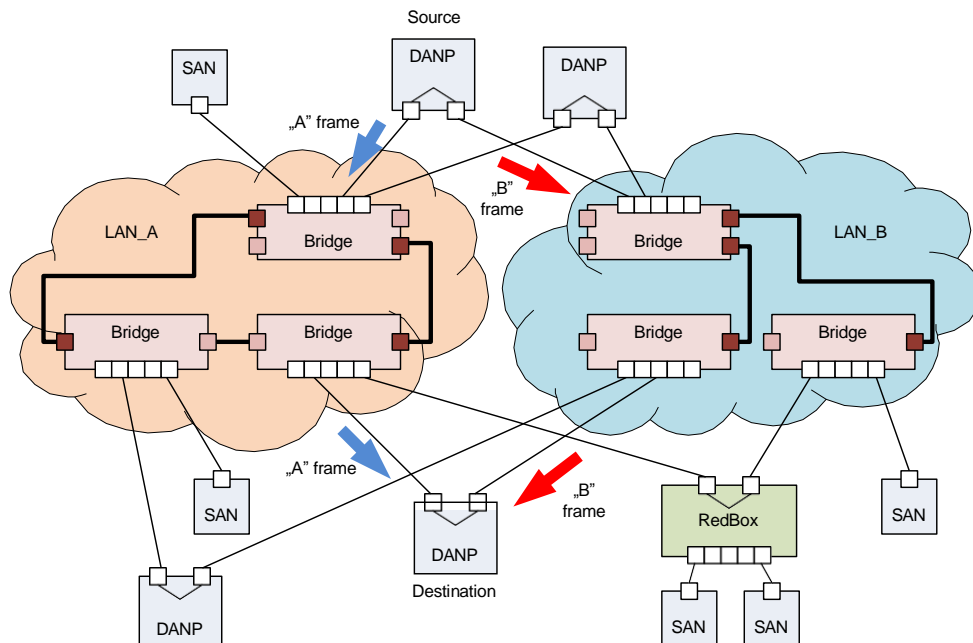 Source
SAN
DANP
DANP
„A” frame
„B”
frame
LAN_A
Bridge
Bridge
LAN_B
Bridge
Bridge
Bridge
Bridge
„A” frame
„B”
frame
SAN
DANP
Destination
RedBox
SAN
DANP
SAN
SAN